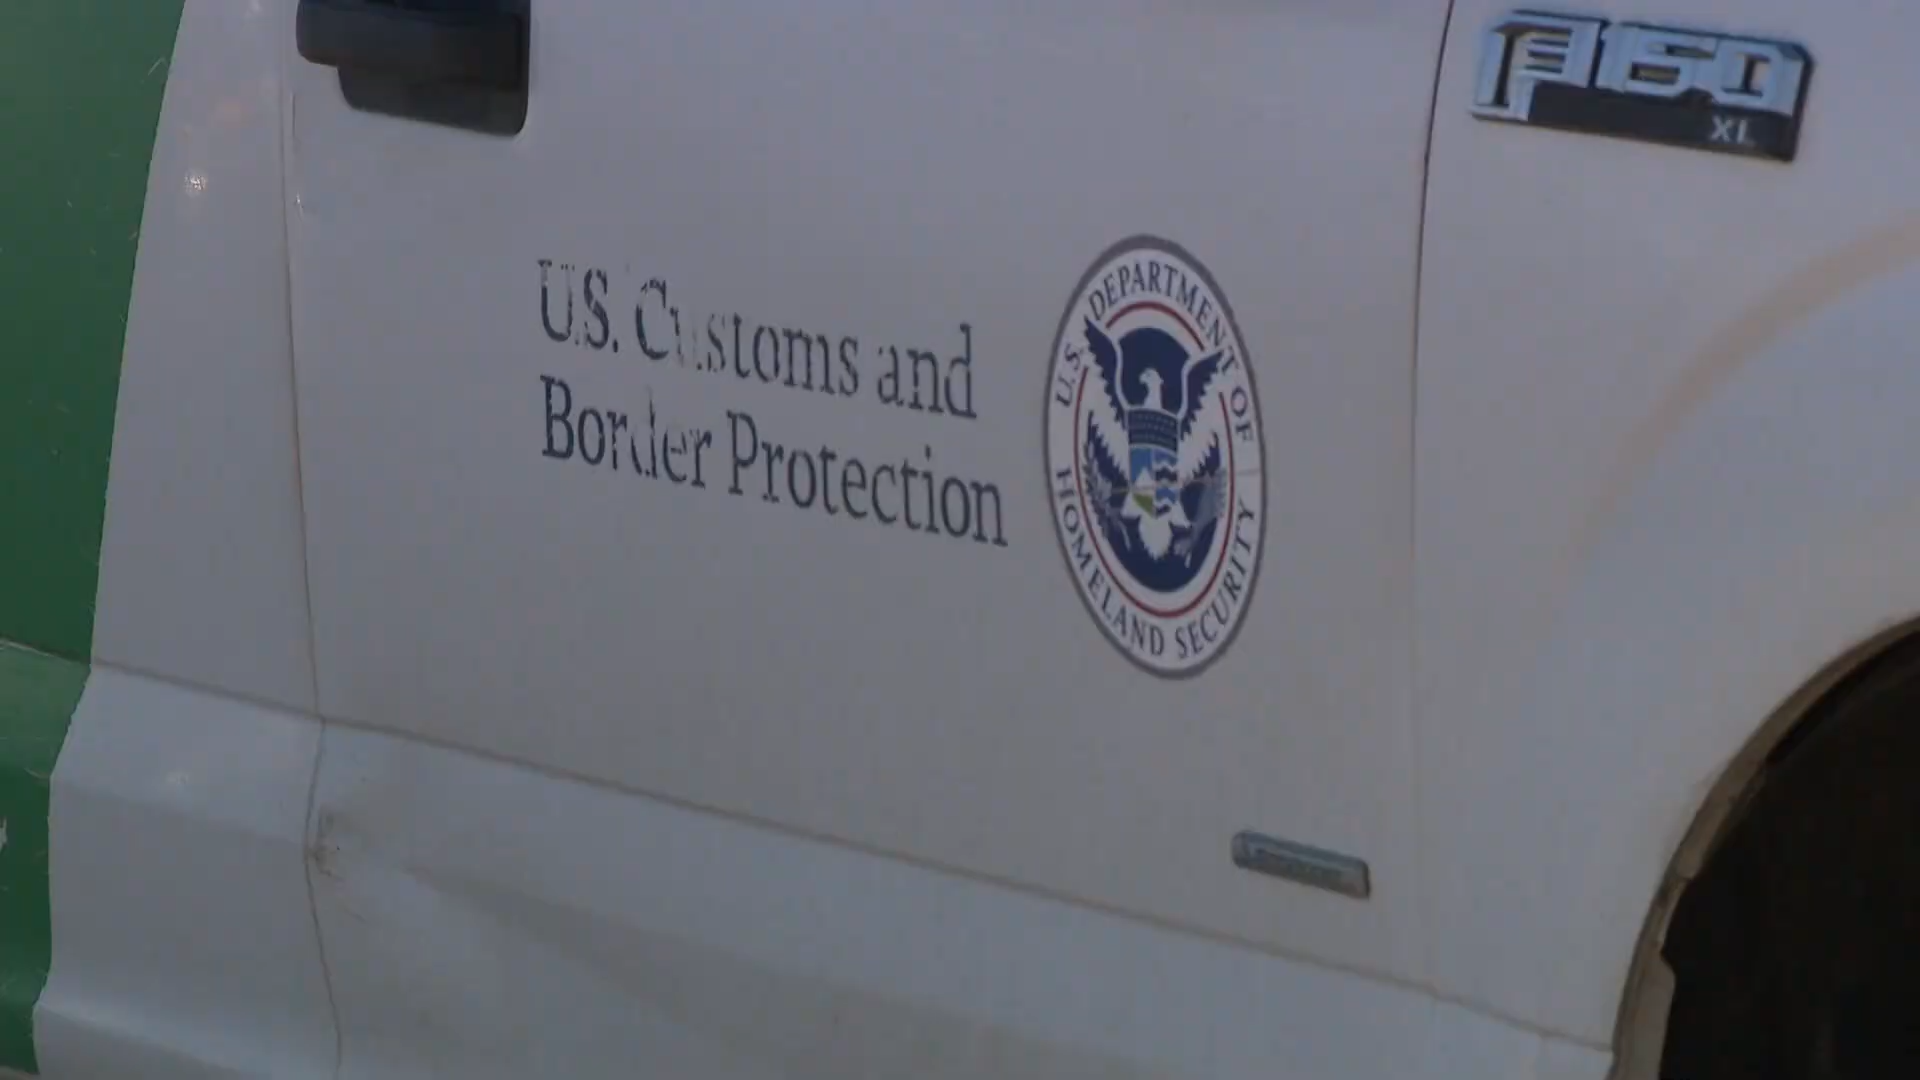 F150
XL
U.S. Customs and
Border Protection
U.S. DEPARTMENT OF
HOMELAND SECURITY